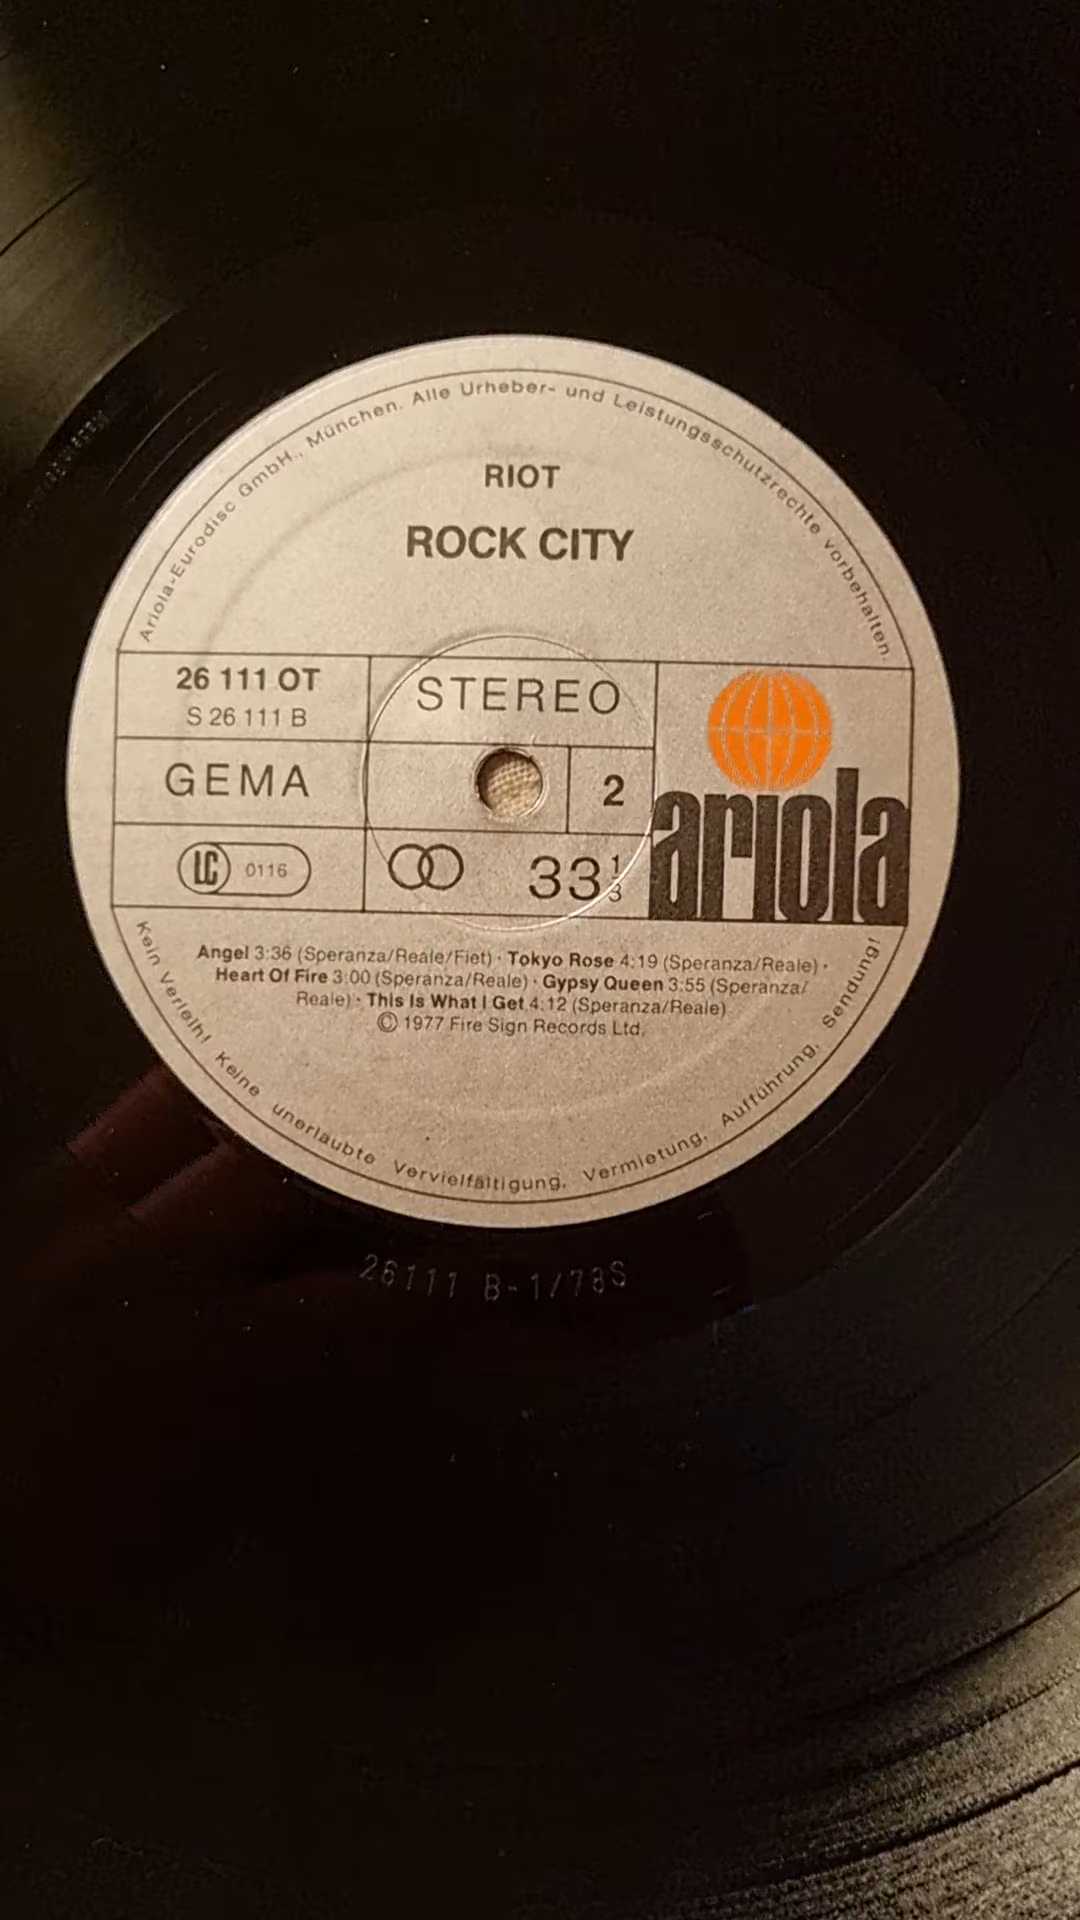 Ariola-Eurodisc GmbH., München. Alle Urheber- und Leistungsschutzrechte vorbehalten.
RIOT
ROCK CITY
26 111 OT
S 26 111 B
STEREO
GEMA
2
LC 0116
33 1/3
ariola
Angel 3:36 (Speranza/Reale/Fiet) · Tokyo Rose 4:19 (Speranza/Reale) ·
Heart Of Fire 3:00 (Speranza/Reale) · Gypsy Queen 3:55 (Speranza/
Reale) · This Is What I Get 4:12 (Speranza/Reale)
© 1977 Fire Sign Records Ltd.
Kein Verleih! Keine unerlaubte Vervielfältigung, Vermietung, Aufführung, Sendung!
26111 B-1/78S